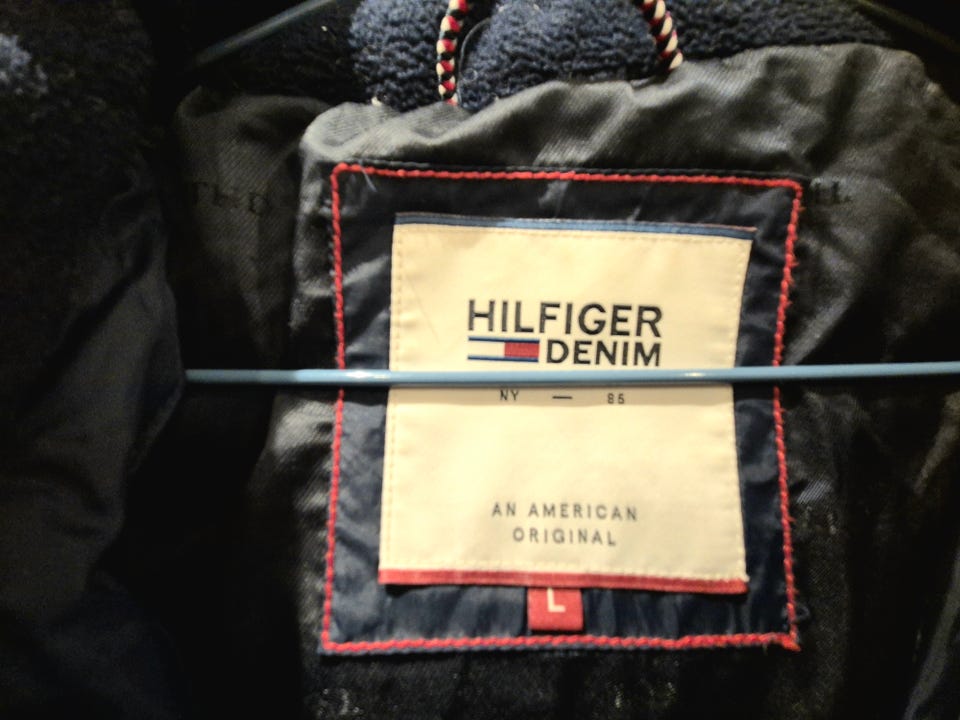 HILFIGER
DENIM
NY — 85
AN AMERICAN
ORIGINAL
L